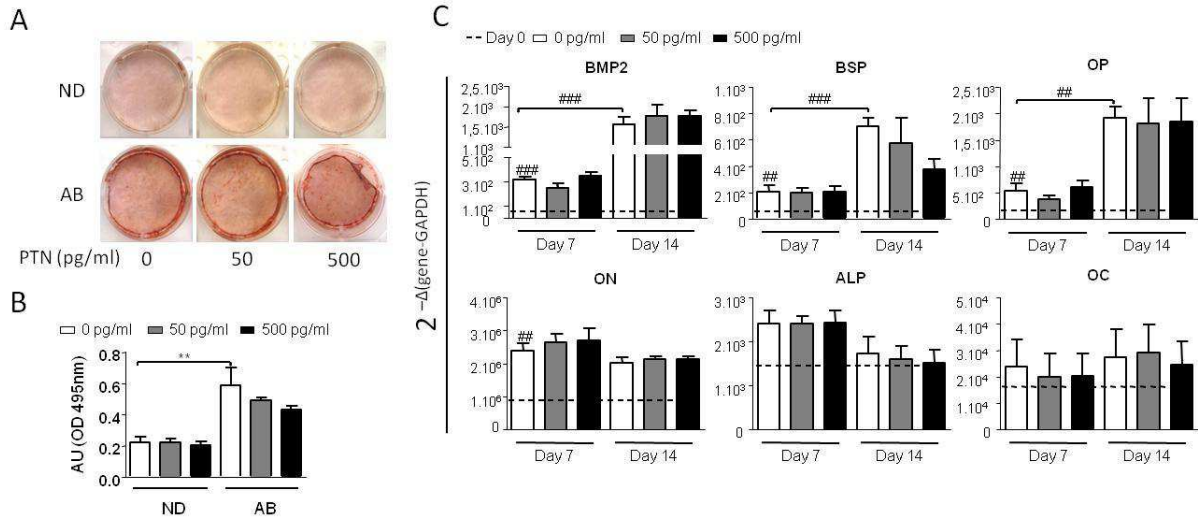 A
ND
AB
PTN (pg/ml) 0 50 500
B
0 pg/ml 50 pg/ml 500 pg/ml
**
AU (OD 495nm)
0.8
0.6
0.4
0.2
0.0
ND AB
C
Day 0 0 pg/ml 50 pg/ml 500 pg/ml
2 –Δ(gene-GAPDH)
BMP2
2,5.10³
2.10³
1,5.10³
1.10³
3.10²
1.10²
0
###
###
Day 7 Day 14
BSP
1.10³
8.10²
6.10²
4.10²
2.10²
0
###
##
Day 7 Day 14
OP
2,5.10³
2.10³
1,5.10³
1.10³
5.10²
0
##
##
Day 7 Day 14
ON
4.10⁶
3.10⁶
2.10⁶
1.10⁶
0
##
Day 7 Day 14
ALP
3.10³
2.10³
1.10³
0
Day 7 Day 14
OC
5.10⁴
4.10⁴
3.10⁴
2.10⁴
1.10⁴
0
Day 7 Day 14